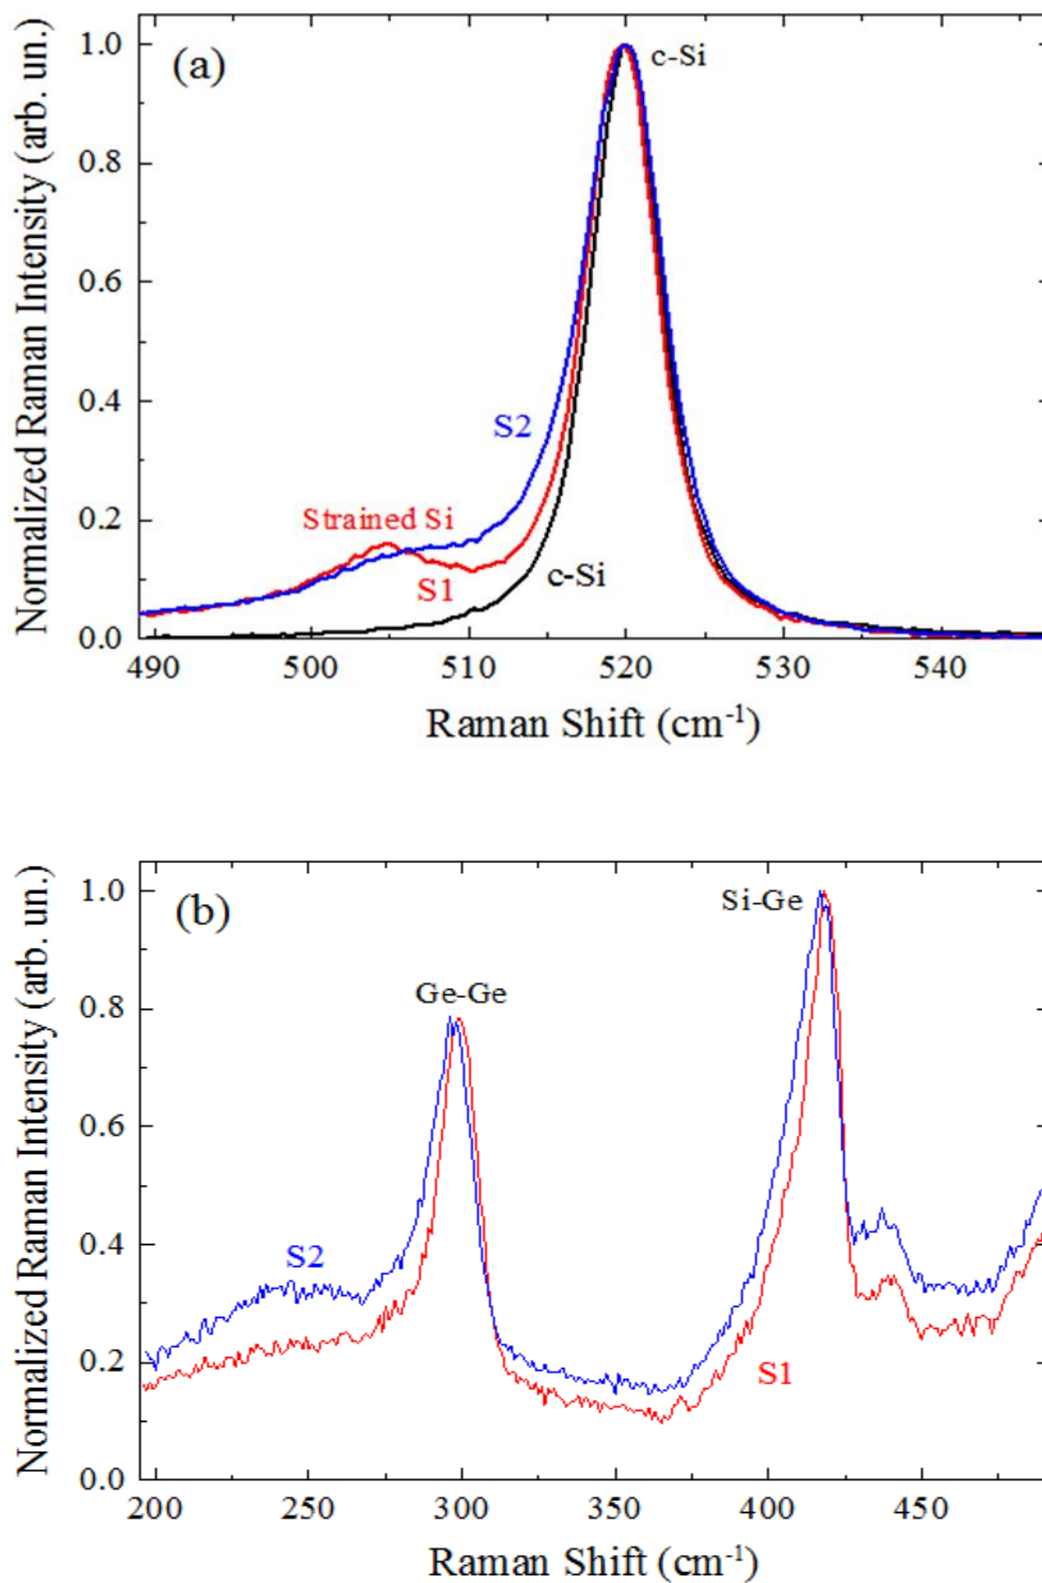 (a)
c-Si
1.0
0.8
0.6
0.4
0.2
0.0
S2
Strained Si
S1
c-Si
490 500 510 520 530 540
Raman Shift (cm-1)
Normalized Raman Intensity (arb. un.)
(b)
Si-Ge
Ge-Ge
1.0
0.8
0.6
0.4
0.2
0.0
S2
S1
200 250 300 350 400 450
Raman Shift (cm-1)
Normalized Raman Intensity (arb. un.)